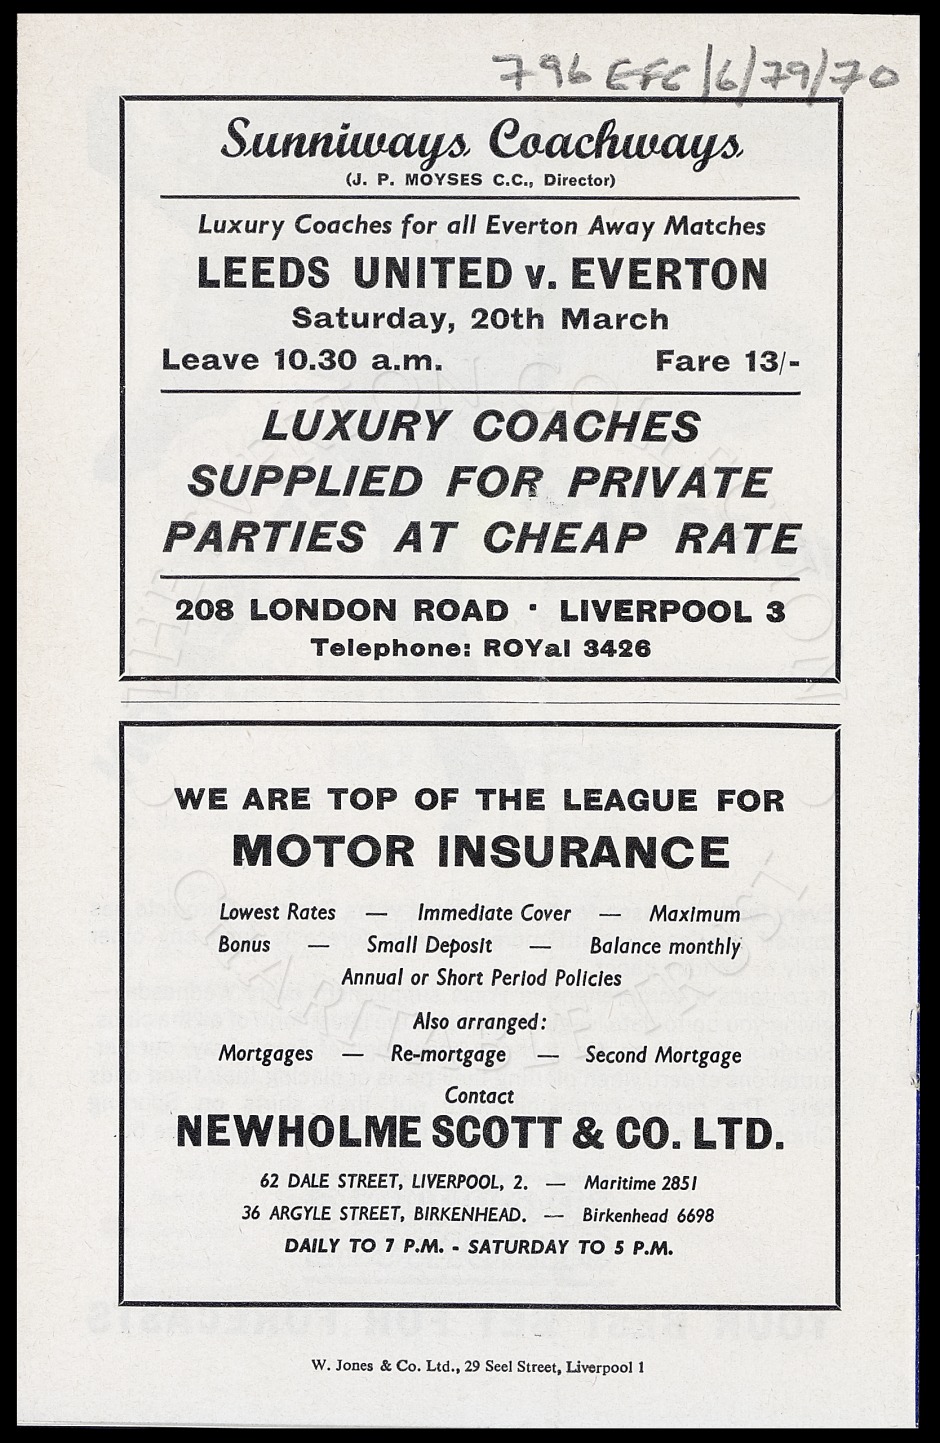 796 EFC/6/79/70
Sunniways Coachways
(J. P. MOYSES C.C., Director)
Luxury Coaches for all Everton Away Matches
LEEDS UNITED v. EVERTON
Saturday, 20th March
Leave 10.30 a.m. Fare 13/-
LUXURY COACHES
SUPPLIED FOR PRIVATE
PARTIES AT CHEAP RATE
208 LONDON ROAD · LIVERPOOL 3
Telephone: ROYal 3426
WE ARE TOP OF THE LEAGUE FOR
MOTOR INSURANCE
Lowest Rates — Immediate Cover — Maximum
Bonus — Small Deposit — Balance monthly
Annual or Short Period Policies
Also arranged:
Mortgages — Re-mortgage — Second Mortgage
Contact
NEWHOLME SCOTT & CO. LTD.
62 DALE STREET, LIVERPOOL, 2. — Maritime 2851
36 ARGYLE STREET, BIRKENHEAD. — Birkenhead 6698
DAILY TO 7 P.M. - SATURDAY TO 5 P.M.
W. Jones & Co. Ltd., 29 Seel Street, Liverpool 1